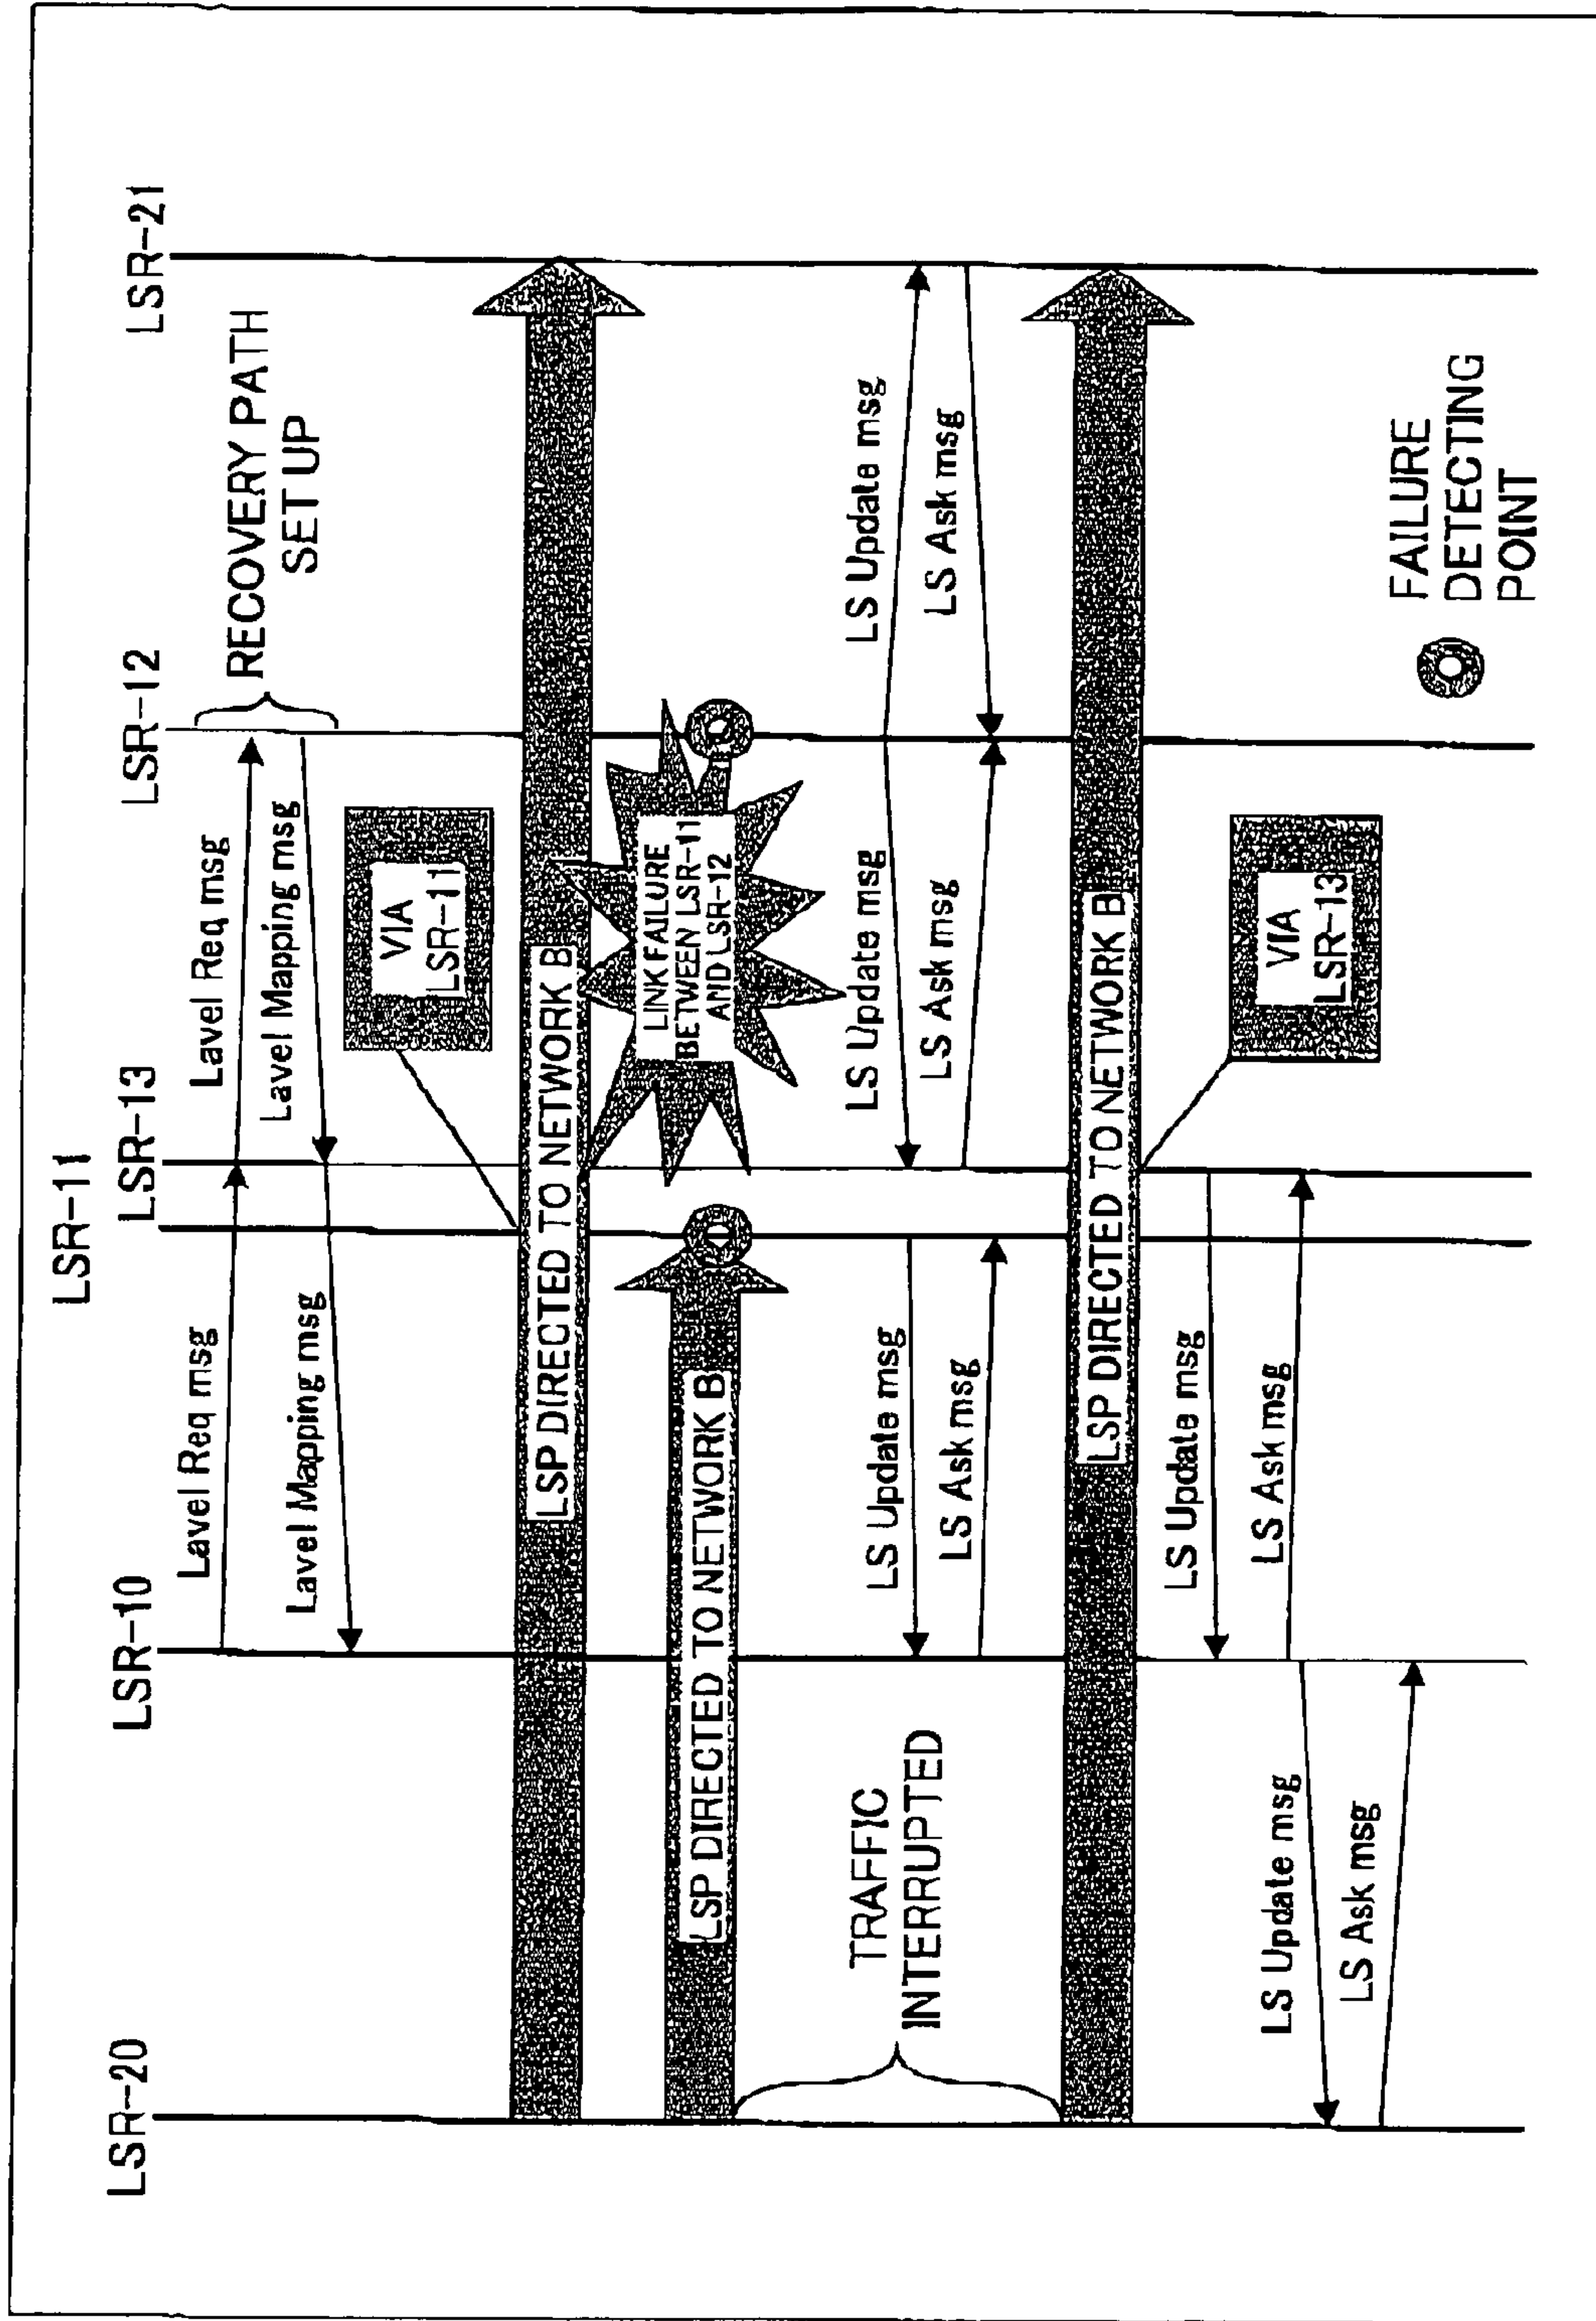 LSR-20
LSR-10
LSR-11
LSR-13
LSR-12
LSR-21
Lavel Req msg
Lavel Req msg
RECOVERY PATH
SET UP
Lavel Mapping msg
Lavel Mapping msg
VIA
LSR-11
LSP DIRECTED TO NETWORK B
LSP DIRECTED TO NETWORK B
LINK FAILURE
BETWEEN LSR-11
AND LSR-12
TRAFFIC
INTERRUPTED
LS Update msg
LS Update msg
LS Update msg
LS Ask msg
LS Ask msg
LS Ask msg
LSP DIRECTED TO NETWORK B
LS Update msg
LS Ask msg
VIA
LSR-13
LS Update msg
LS Ask msg
FAILURE
DETECTING
POINT